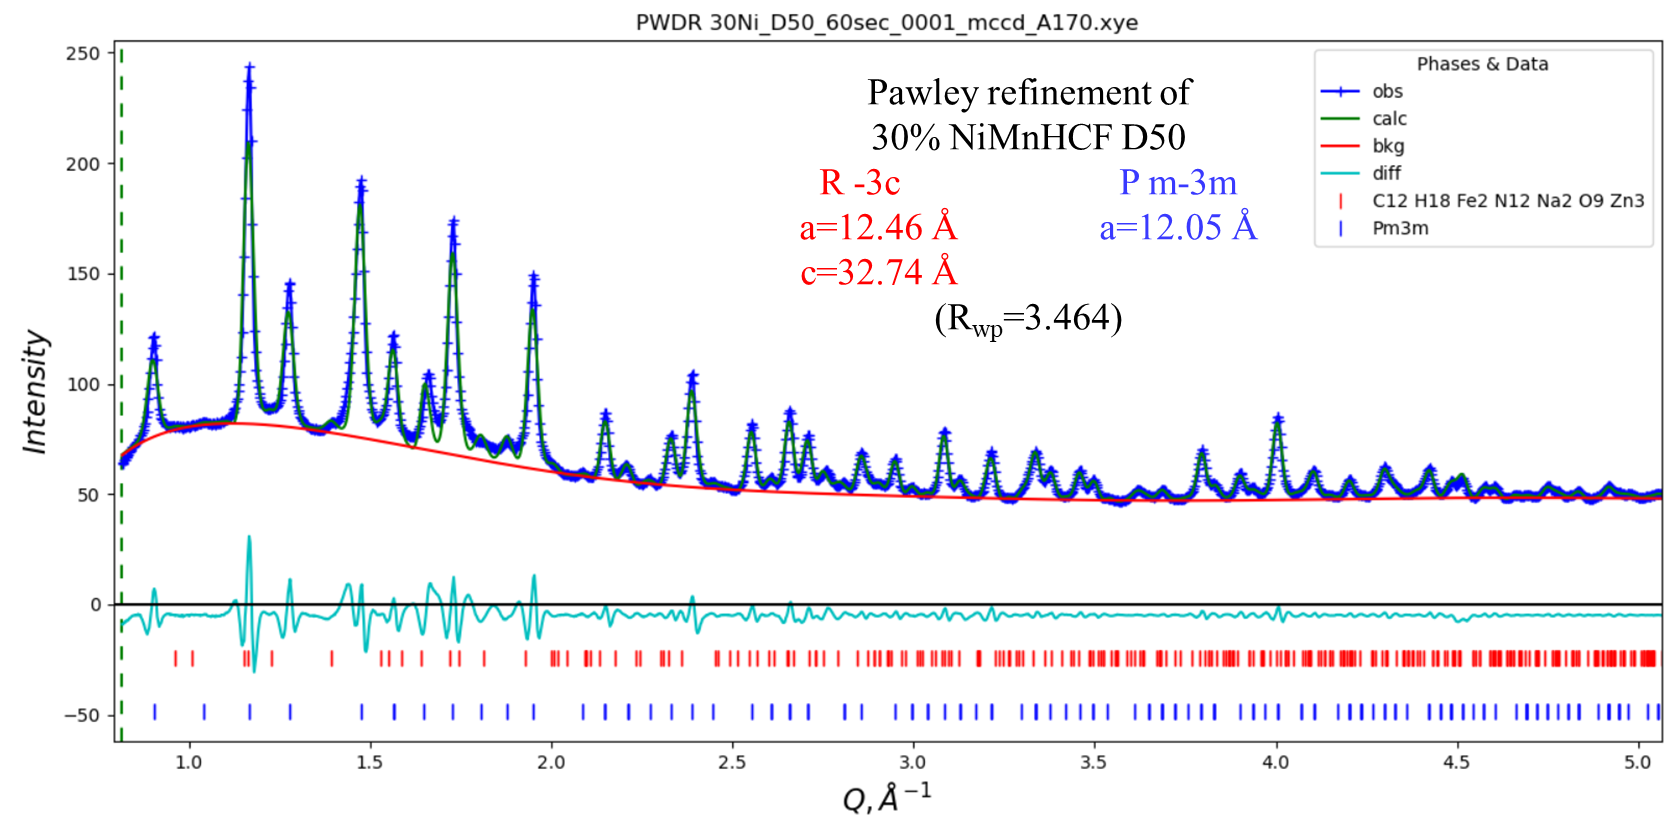 PWDR 30Ni_D50_60sec_0001_mccd_A170.xye
250
200
150
100
50
0
−50
Intensity
Pawley refinement of
30% NiMnHCF D50
R -3c P m-3m
a=12.46 Å a=12.05 Å
c=32.74 Å
(Rwp=3.464)
Phases & Data
obs
calc
bkg
diff
C12 H18 Fe2 N12 Na2 O9 Zn3
Pm3m
1.0 1.5 2.0 2.5 3.0 3.5 4.0 4.5 5.0
Q, Å−1